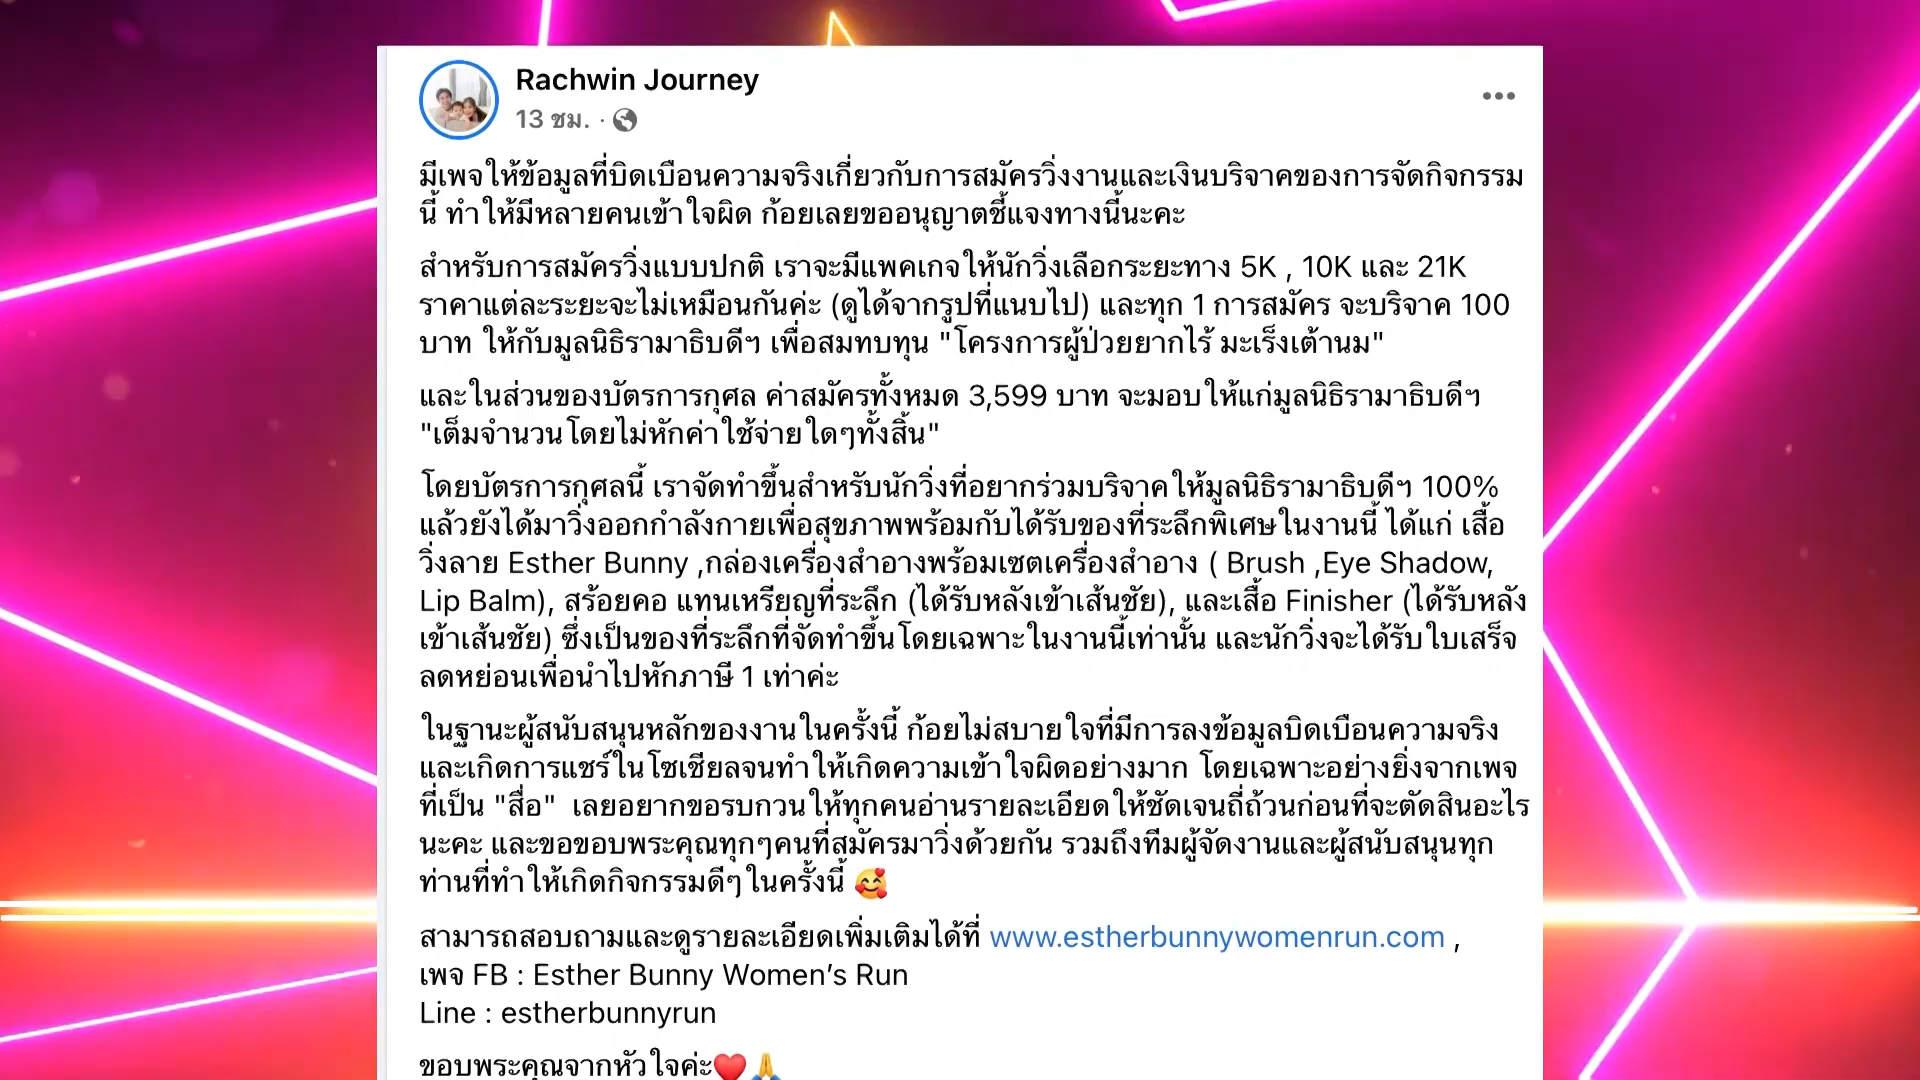 Rachwin Journey
13 ชม. ·
มีเพจให้ข้อมูลที่บิดเบือนความจริงเกี่ยวกับการสมัครวิ่งงานและเงินบริจาคของการจัดกิจกรรม
นี้ ทำให้มีหลายคนเข้าใจผิด ก้อยเลยขออนุญาตชี้แจงทางนี้นะคะ
สำหรับการสมัครวิ่งแบบปกติ เราจะมีแพคเกจให้นักวิ่งเลือกระยะทาง 5K , 10K และ 21K
ราคาแต่ละระยะจะไม่เหมือนกันค่ะ (ดูได้จากรูปที่แนบไป) และทุก 1 การสมัคร จะบริจาค 100
บาท ให้กับมูลนิธิรามาธิบดีฯ เพื่อสมทบทุน "โครงการผู้ป่วยยากไร้ มะเร็งเต้านม"
และในส่วนของบัตรการกุศล ค่าสมัครทั้งหมด 3,599 บาท จะมอบให้แก่มูลนิธิรามาธิบดีฯ
"เต็มจำนวนโดยไม่หักค่าใช้จ่ายใดๆทั้งสิ้น"
โดยบัตรการกุศลนี้ เราจัดทำขึ้นสำหรับนักวิ่งที่อยากร่วมบริจาคให้มูลนิธิรามาธิบดีฯ 100%
แล้วยังได้มาวิ่งออกกำลังกายเพื่อสุขภาพพร้อมกับได้รับของที่ระลึกพิเศษในงานนี้ ได้แก่ เสื้อ
วิ่งลาย Esther Bunny ,กล่องเครื่องสำอางพร้อมเซตเครื่องสำอาง ( Brush ,Eye Shadow,
Lip Balm), สร้อยคอ แทนเหรียญที่ระลึก (ได้รับหลังเข้าเส้นชัย), และเสื้อ Finisher (ได้รับหลัง
เข้าเส้นชัย) ซึ่งเป็นของที่ระลึกที่จัดทำขึ้นโดยเฉพาะในงานนี้เท่านั้น และนักวิ่งจะได้รับใบเสร็จ
ลดหย่อนเพื่อนำไปหักภาษี 1 เท่าค่ะ
ในฐานะผู้สนับสนุนหลักของงานในครั้งนี้ ก้อยไม่สบายใจที่มีการลงข้อมูลบิดเบือนความจริง
และเกิดการแชร์ในโซเชียลจนทำให้เกิดความเข้าใจผิดอย่างมาก โดยเฉพาะอย่างยิ่งจากเพจ
ที่เป็น "สื่อ" เลยอยากขอรบกวนให้ทุกคนอ่านรายละเอียดให้ชัดเจนถี่ถ้วนก่อนที่จะตัดสินอะไร
นะคะ และขอขอบพระคุณทุกๆคนที่สมัครมาวิ่งด้วยกัน รวมถึงทีมผู้จัดงานและผู้สนับสนุนทุก
ท่านที่ทำให้เกิดกิจกรรมดีๆในครั้งนี้ 🥰
สามารถสอบถามและดูรายละเอียดเพิ่มเติมได้ที่ www.estherbunnywomenrun.com ,
เพจ FB : Esther Bunny Women’s Run
Line : estherbunnyrun
ขอบพระคุณจากหัวใจค่ะ❤️🙏